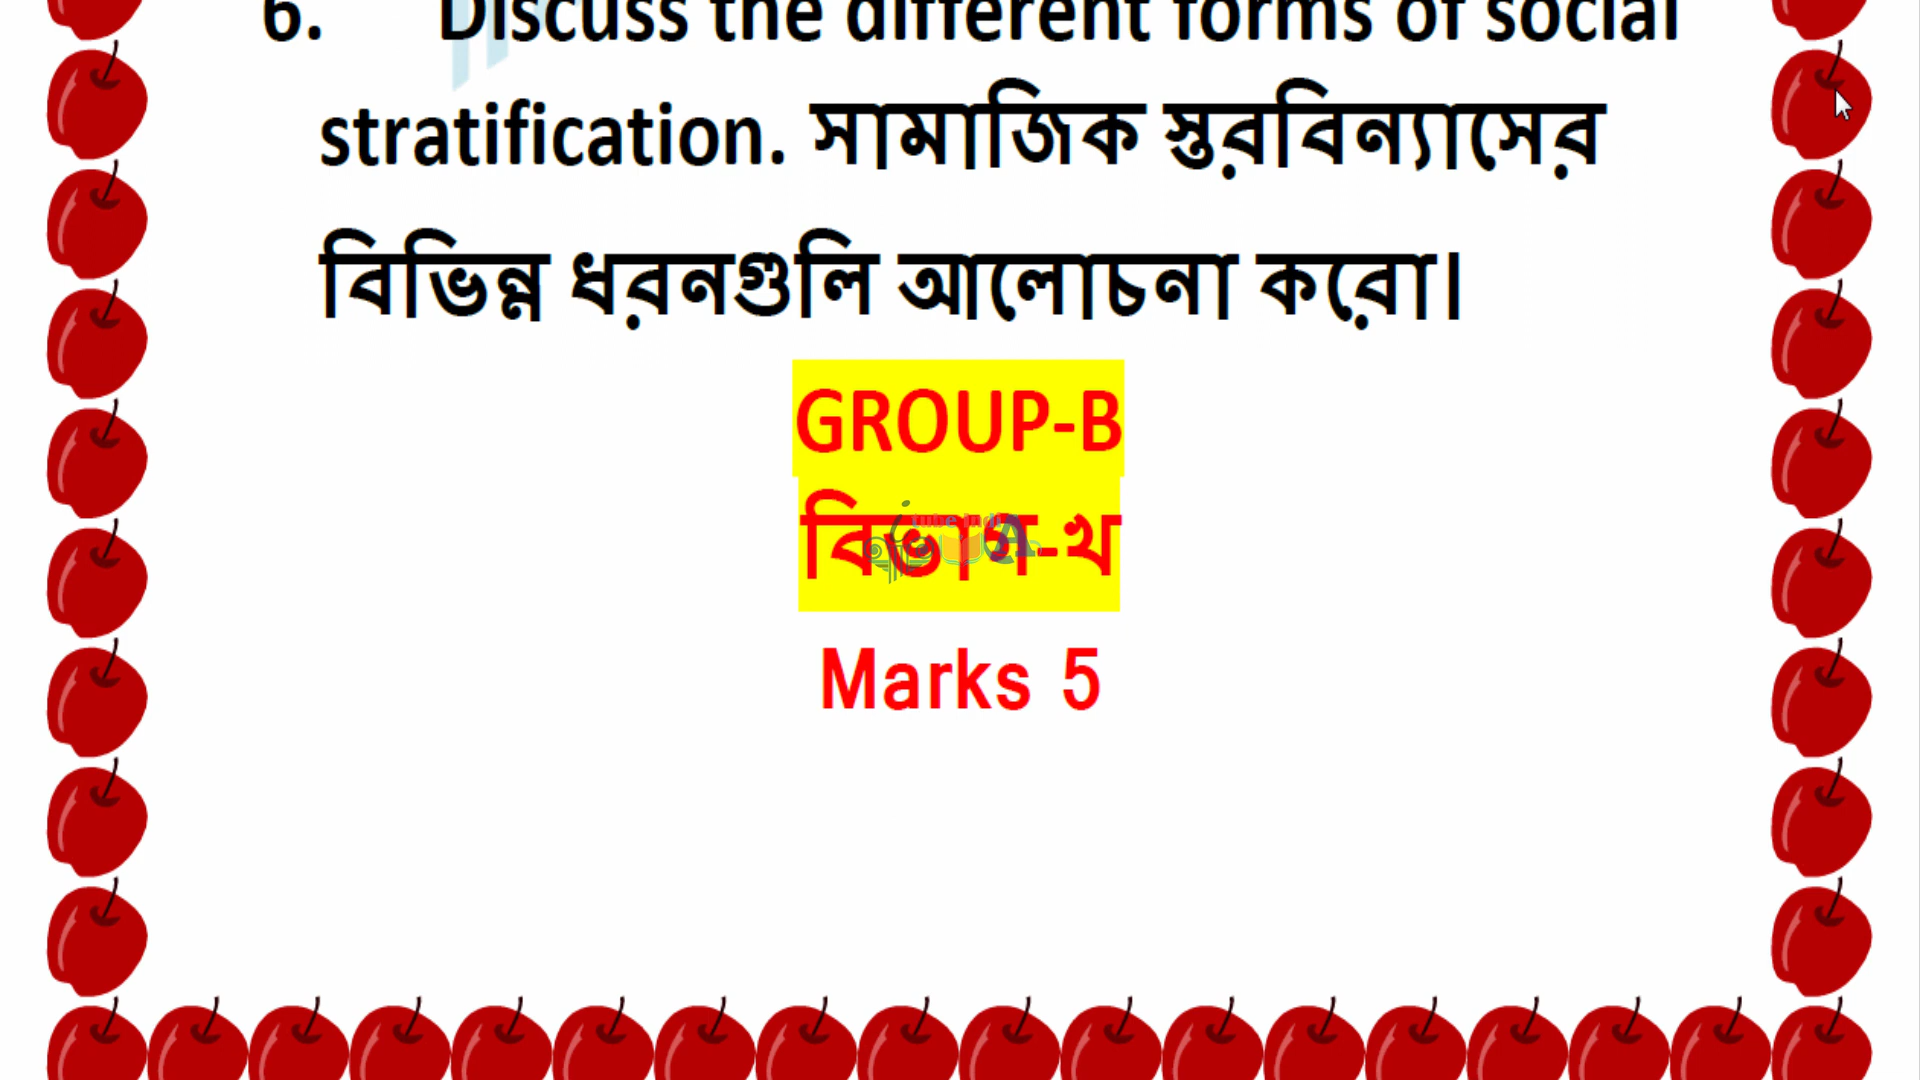 6. Discuss the different forms of social
stratification. সামাজিক স্তরবিন্যাসের
বিভিন্ন ধরনগুলি আলোচনা করো।
GROUP-B
বিভাগ-খ
Marks 5